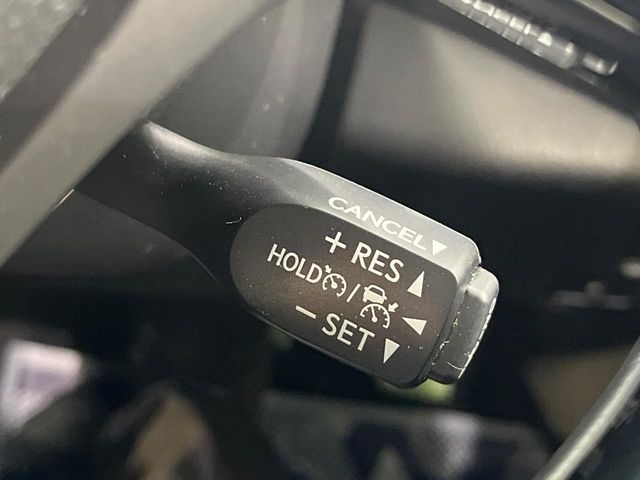 CANCEL▼
+ RES ▲
HOLD /
− SET ▼